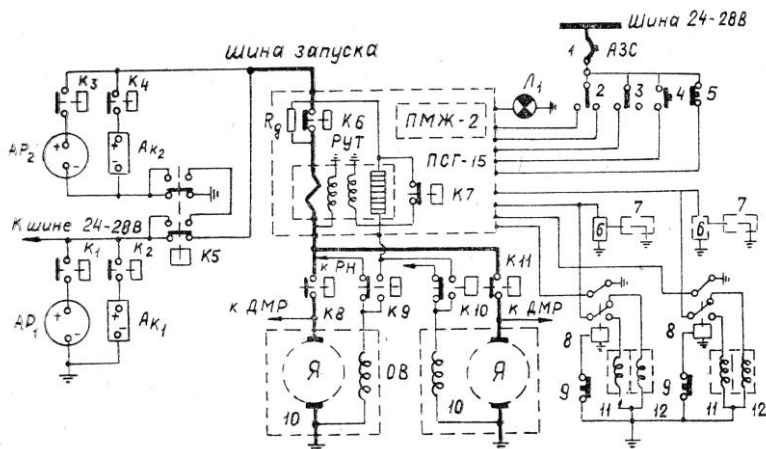 Шина 24-28В
1
АЗС
Шина запуска
К3
К4
Л1
2
3
4
5
Rg
К6
ПМЖ-2
АР2
АК2
РУТ
ПСГ-15
К7
К шине 24-28В
К5
6
7
6
7
К1
К2
К РН
К11
АР1
АК1
К ДМР
К8
К9
К10
К ДМР
8
8
Я
ОВ
Я
9
9
10
10
11
12
11
12